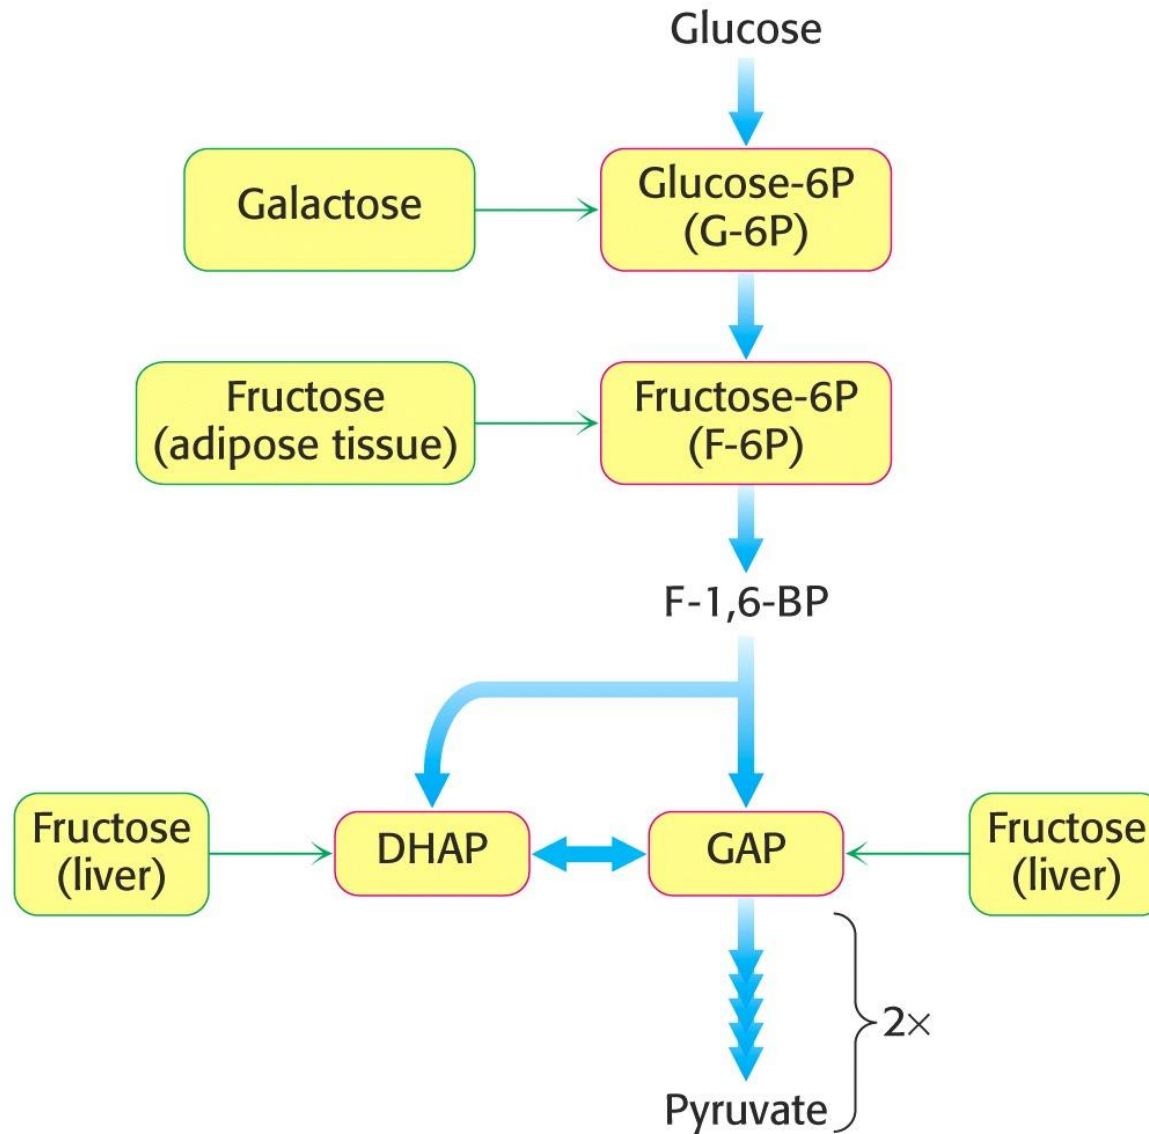 Glucose
Galactose
Glucose-6P
(G-6P)
Fructose
(adipose tissue)
Fructose-6P
(F-6P)
F-1,6-BP
Fructose
(liver)
DHAP
GAP
Fructose
(liver)
2×
Pyruvate